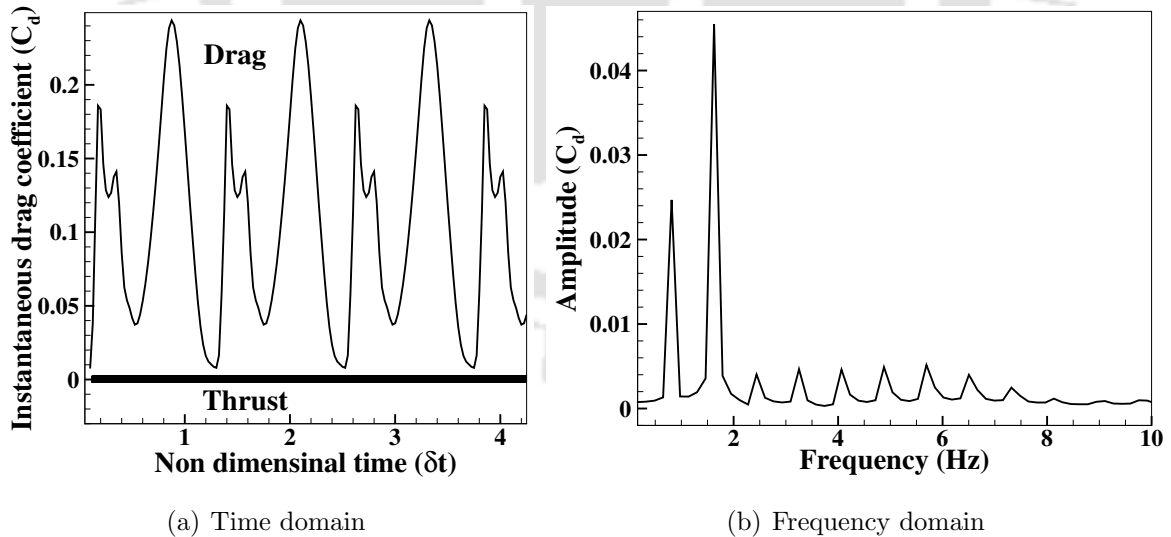 Instantaneous drag coefficient (C_d)
0.2
0.15
0.1
0.05
0
Drag
Thrust
1 2 3 4
Non dimensinal time (δt)
(a) Time domain
Amplitude (C_d)
0.04
0.03
0.02
0.01
0
2 4 6 8 10
Frequency (Hz)
(b) Frequency domain